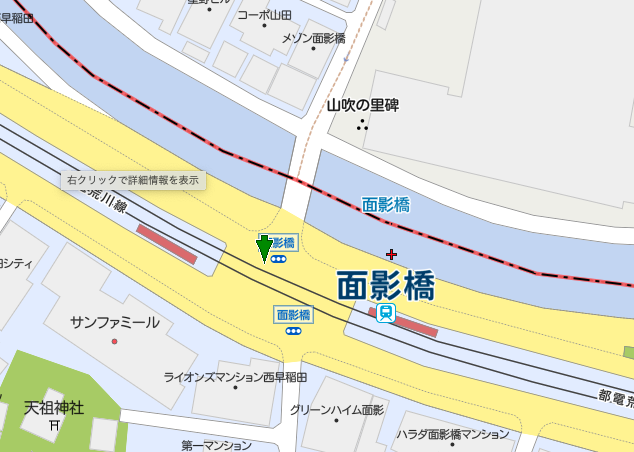 早稲田
星野ビル
コーポ山田
メゾン面影橋
山吹の里碑
右クリックで詳細情報を表示
荒川線
面影橋
面影橋
面影橋
面影橋
シティ
サンファミール
ライオンズマンション西早稲田
天祖神社
グリーンハイム面影
都電荒
ハラダ面影橋マンション
第一マンション